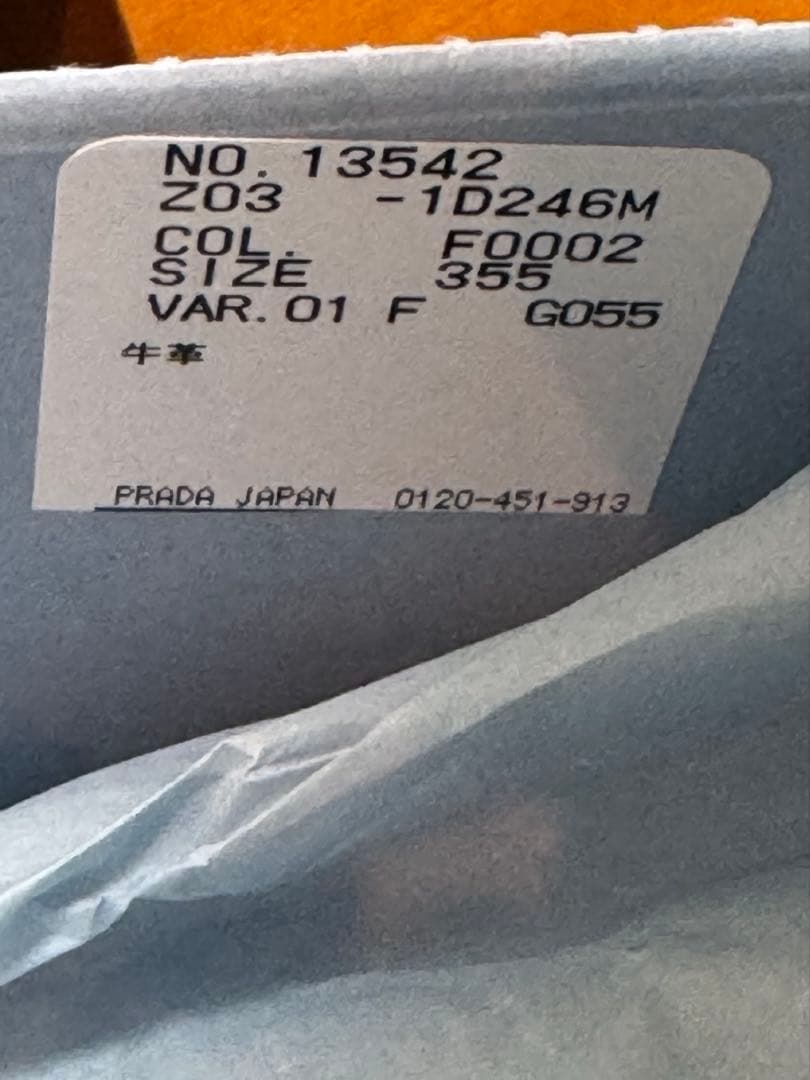 NO. 13542
Z03 -1D246M
COL. F0002
SIZE 355
VAR. 01 F G055
牛革
PRADA JAPAN 0120-451-913